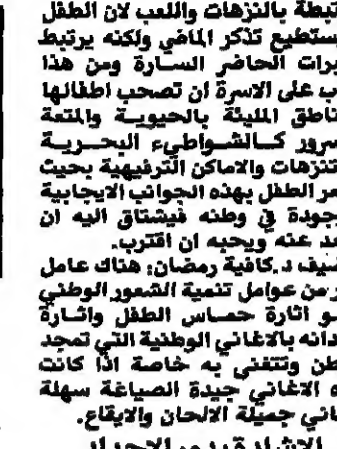 تبطة بالنزهات واللعب لان الطفل
يستطيع تذكر الماضي ولكنه يرتبط
برات الحاضر السارة ومن هذا
ب على الاسرة ان تصحب اطفالها
ناطق المليئة بالحيوية والمتعة
سرور كالشواطيء البحرية
تنزهات والاماكن الترفيهية بحيث
عر الطفل بهذه الجوانب الايجابية
وجودة في وطنه فيشتاق اليه ان
عد عنه ويحبه ان اقترب.
ضيف د.كافية رمضان: هناك عامل
ر من عوامل تنمية الشعور الوطني
و اثارة حماس الطفل واثارة
دانه بالاغاني الوطنية التي تمجد
طن وتتغنى به خاصة اذا كانت
ه الاغاني جيدة الصياغة سهلة
عاني جميلة الالحان والايقاع.